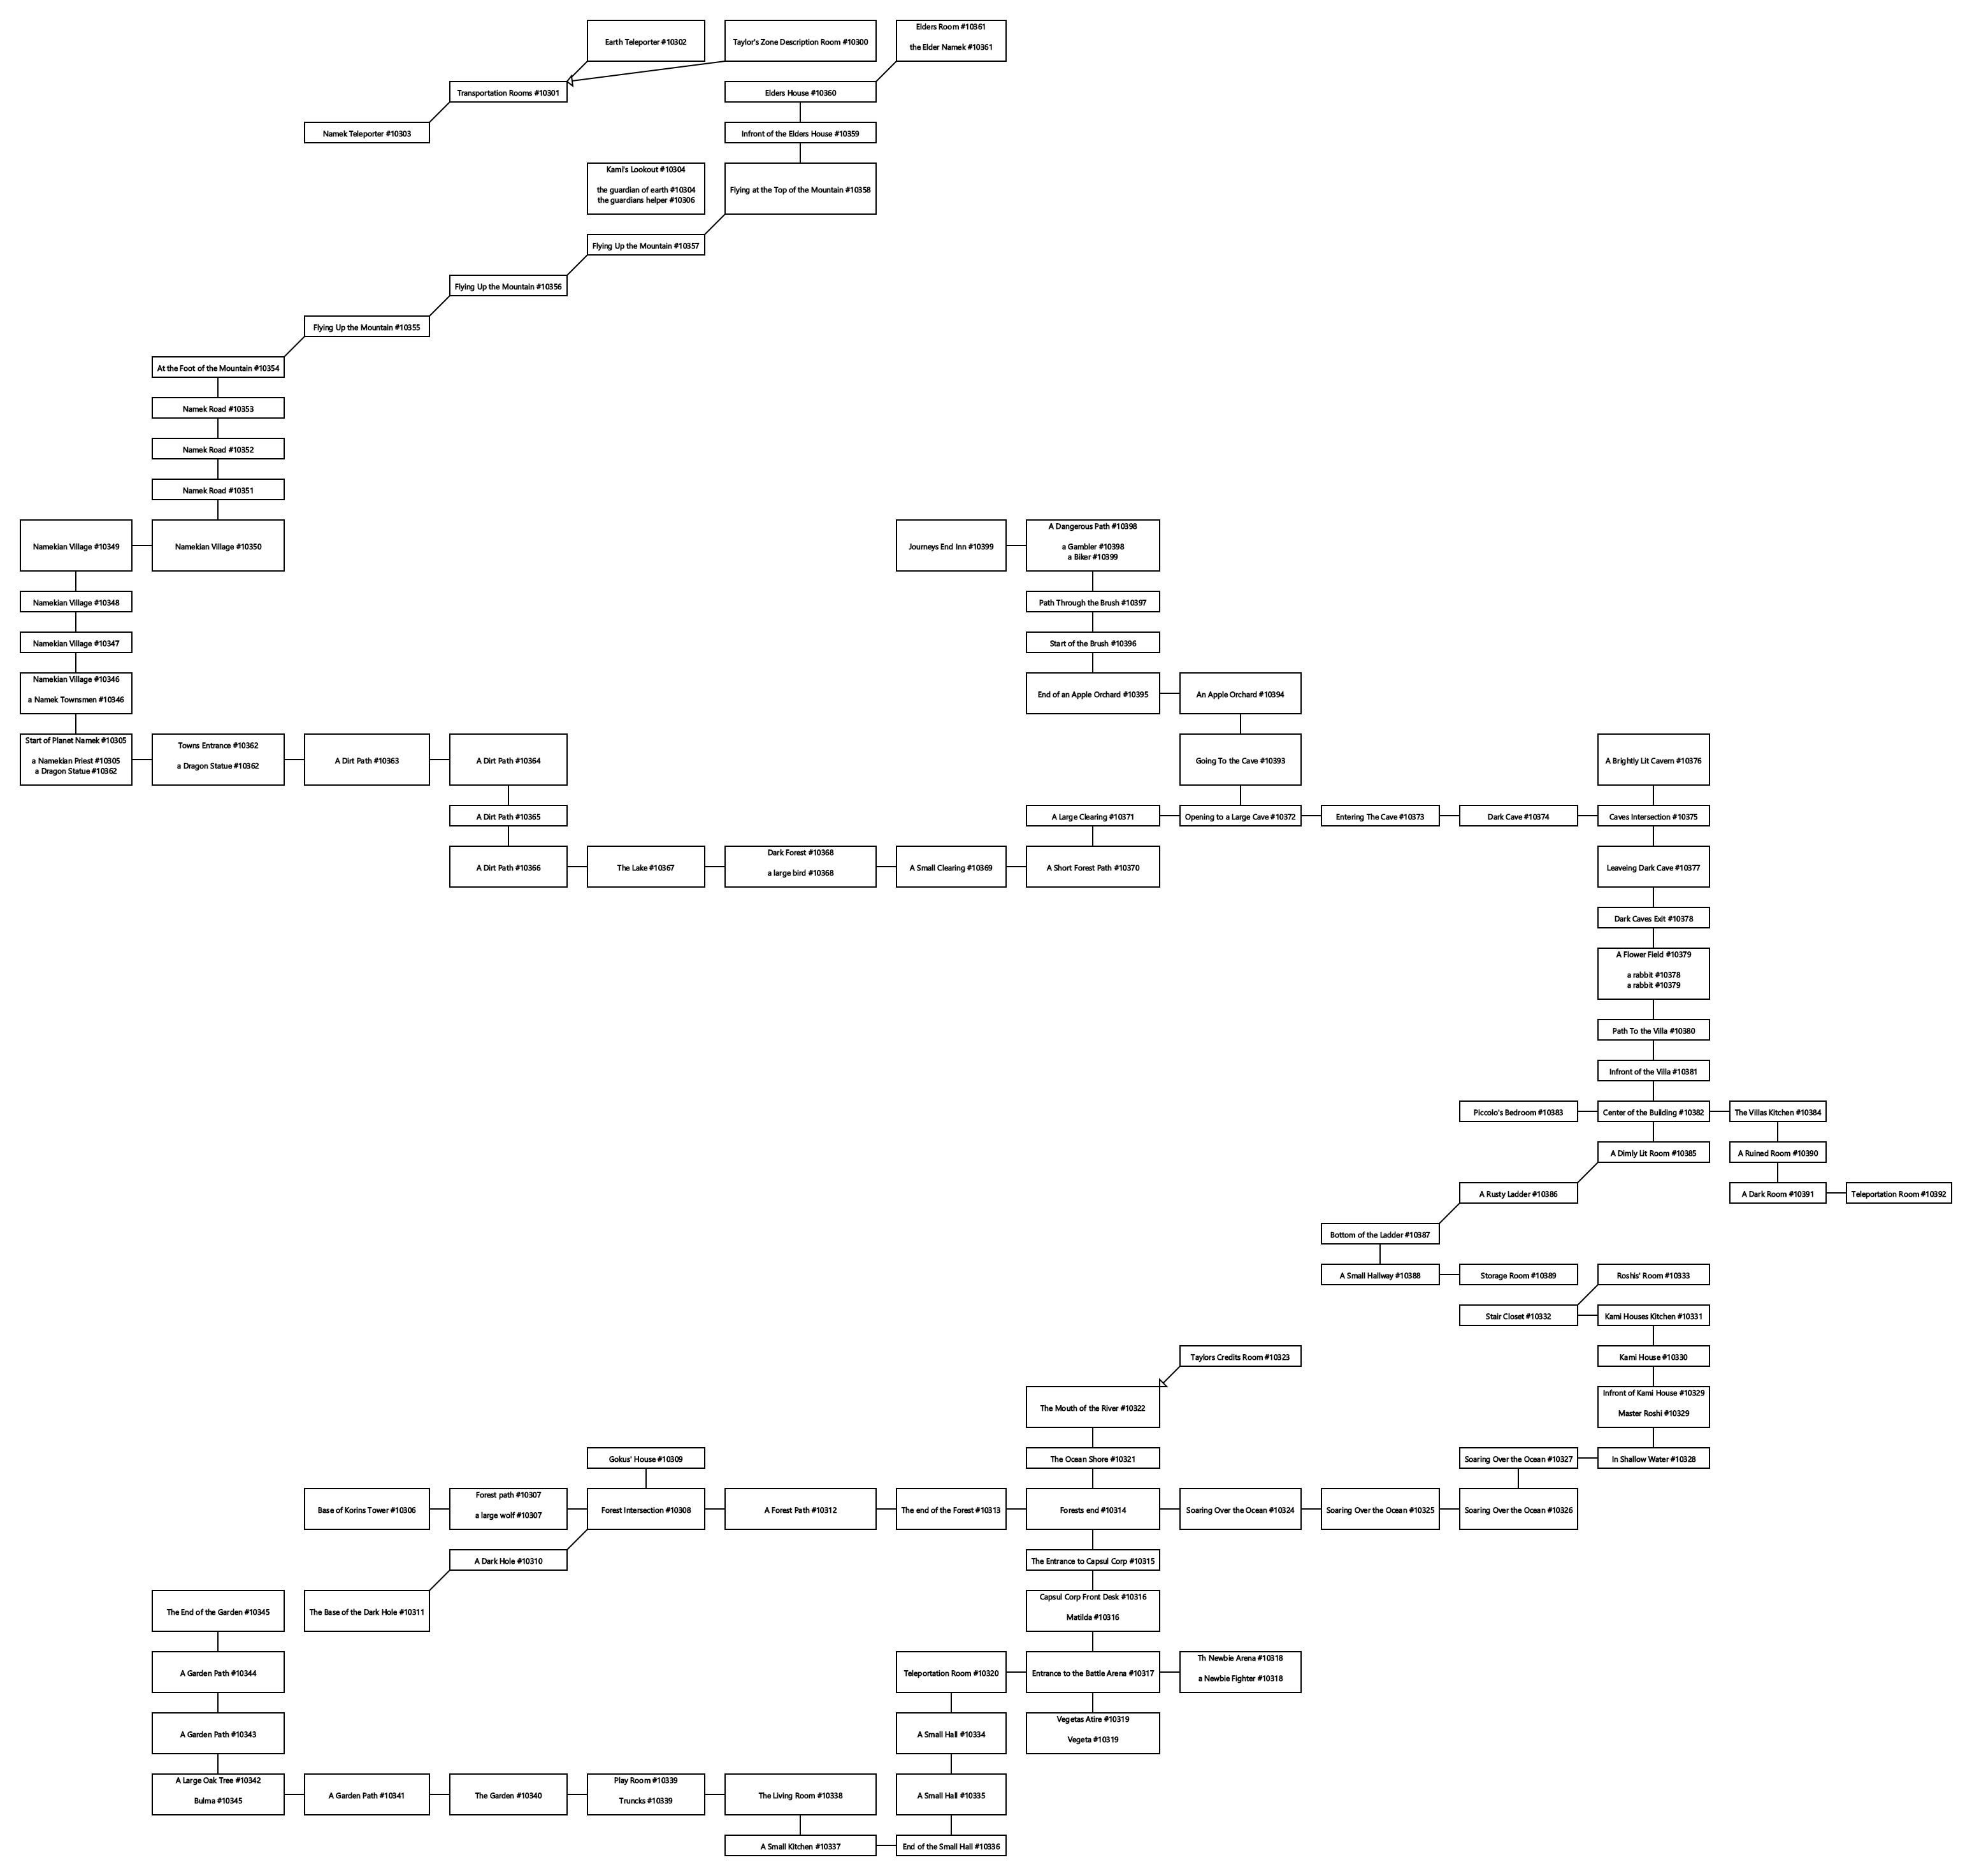 Earth Teleporter #10302
Taylor's Zone Description Room #10300
Elders Room #10361
the Elder Namek #10361
Transportation Rooms #10301
Elders House #10360
Namek Teleporter #10303
Infront of the Elders House #10359
Kami's Lookout #10304
the guardian of earth #10304
the guardians helper #10306
Flying at the Top of the Mountain #10358
Flying Up the Mountain #10357
Flying Up the Mountain #10356
Flying Up the Mountain #10355
At the Foot of the Mountain #10354
Namek Road #10353
Namek Road #10352
Namek Road #10351
Namekian Village #10349
Namekian Village #10350
Journeys End Inn #10399
A Dangerous Path #10398
a Gambler #10398
a Biker #10399
Namekian Village #10348
Path Through the Brush #10397
Namekian Village #10347
Start of the Brush #10396
Namekian Village #10346
a Namek Townsmen #10346
End of an Apple Orchard #10395
An Apple Orchard #10394
Start of Planet Namek #10305
a Namekian Priest #10305
a Dragon Statue #10362
Towns Entrance #10362
a Dragon Statue #10362
A Dirt Path #10363
A Dirt Path #10364
Going To the Cave #10393
A Brightly Lit Cavern #10376
A Dirt Path #10365
A Large Clearing #10371
Opening to a Large Cave #10372
Entering The Cave #10373
Dark Cave #10374
Caves Intersection #10375
A Dirt Path #10366
The Lake #10367
Dark Forest #10368
a large bird #10368
A Small Clearing #10369
A Short Forest Path #10370
Leaveing Dark Cave #10377
Dark Caves Exit #10378
A Flower Field #10379
a rabbit #10378
a rabbit #10379
Path To the Villa #10380
Infront of the Villa #10381
Piccolo's Bedroom #10383
Center of the Building #10382
The Villas Kitchen #10384
A Dimly Lit Room #10385
A Ruined Room #10390
A Rusty Ladder #10386
A Dark Room #10391
Teleportation Room #10392
Bottom of the Ladder #10387
A Small Hallway #10388
Storage Room #10389
Roshis' Room #10333
Stair Closet #10332
Kami Houses Kitchen #10331
Taylors Credits Room #10323
Kami House #10330
The Mouth of the River #10322
Infront of Kami House #10329
Master Roshi #10329
Gokus' House #10309
The Ocean Shore #10321
Soaring Over the Ocean #10327
In Shallow Water #10328
Base of Korins Tower #10306
Forest path #10307
a large wolf #10307
Forest Intersection #10308
A Forest Path #10312
The end of the Forest #10313
Forests end #10314
Soaring Over the Ocean #10324
Soaring Over the Ocean #10325
Soaring Over the Ocean #10326
A Dark Hole #10310
The Entrance to Capsul Corp #10315
The End of the Garden #10345
The Base of the Dark Hole #10311
Capsul Corp Front Desk #10316
Matilda #10316
A Garden Path #10344
Teleportation Room #10320
Entrance to the Battle Arena #10317
Th Newbie Arena #10318
a Newbie Fighter #10318
A Garden Path #10343
A Small Hall #10334
Vegetas Atire #10319
Vegeta #10319
A Large Oak Tree #10342
Bulma #10345
A Garden Path #10341
The Garden #10340
Play Room #10339
Truncks #10339
The Living Room #10338
A Small Hall #10335
A Small Kitchen #10337
End of the Small Hall #10336